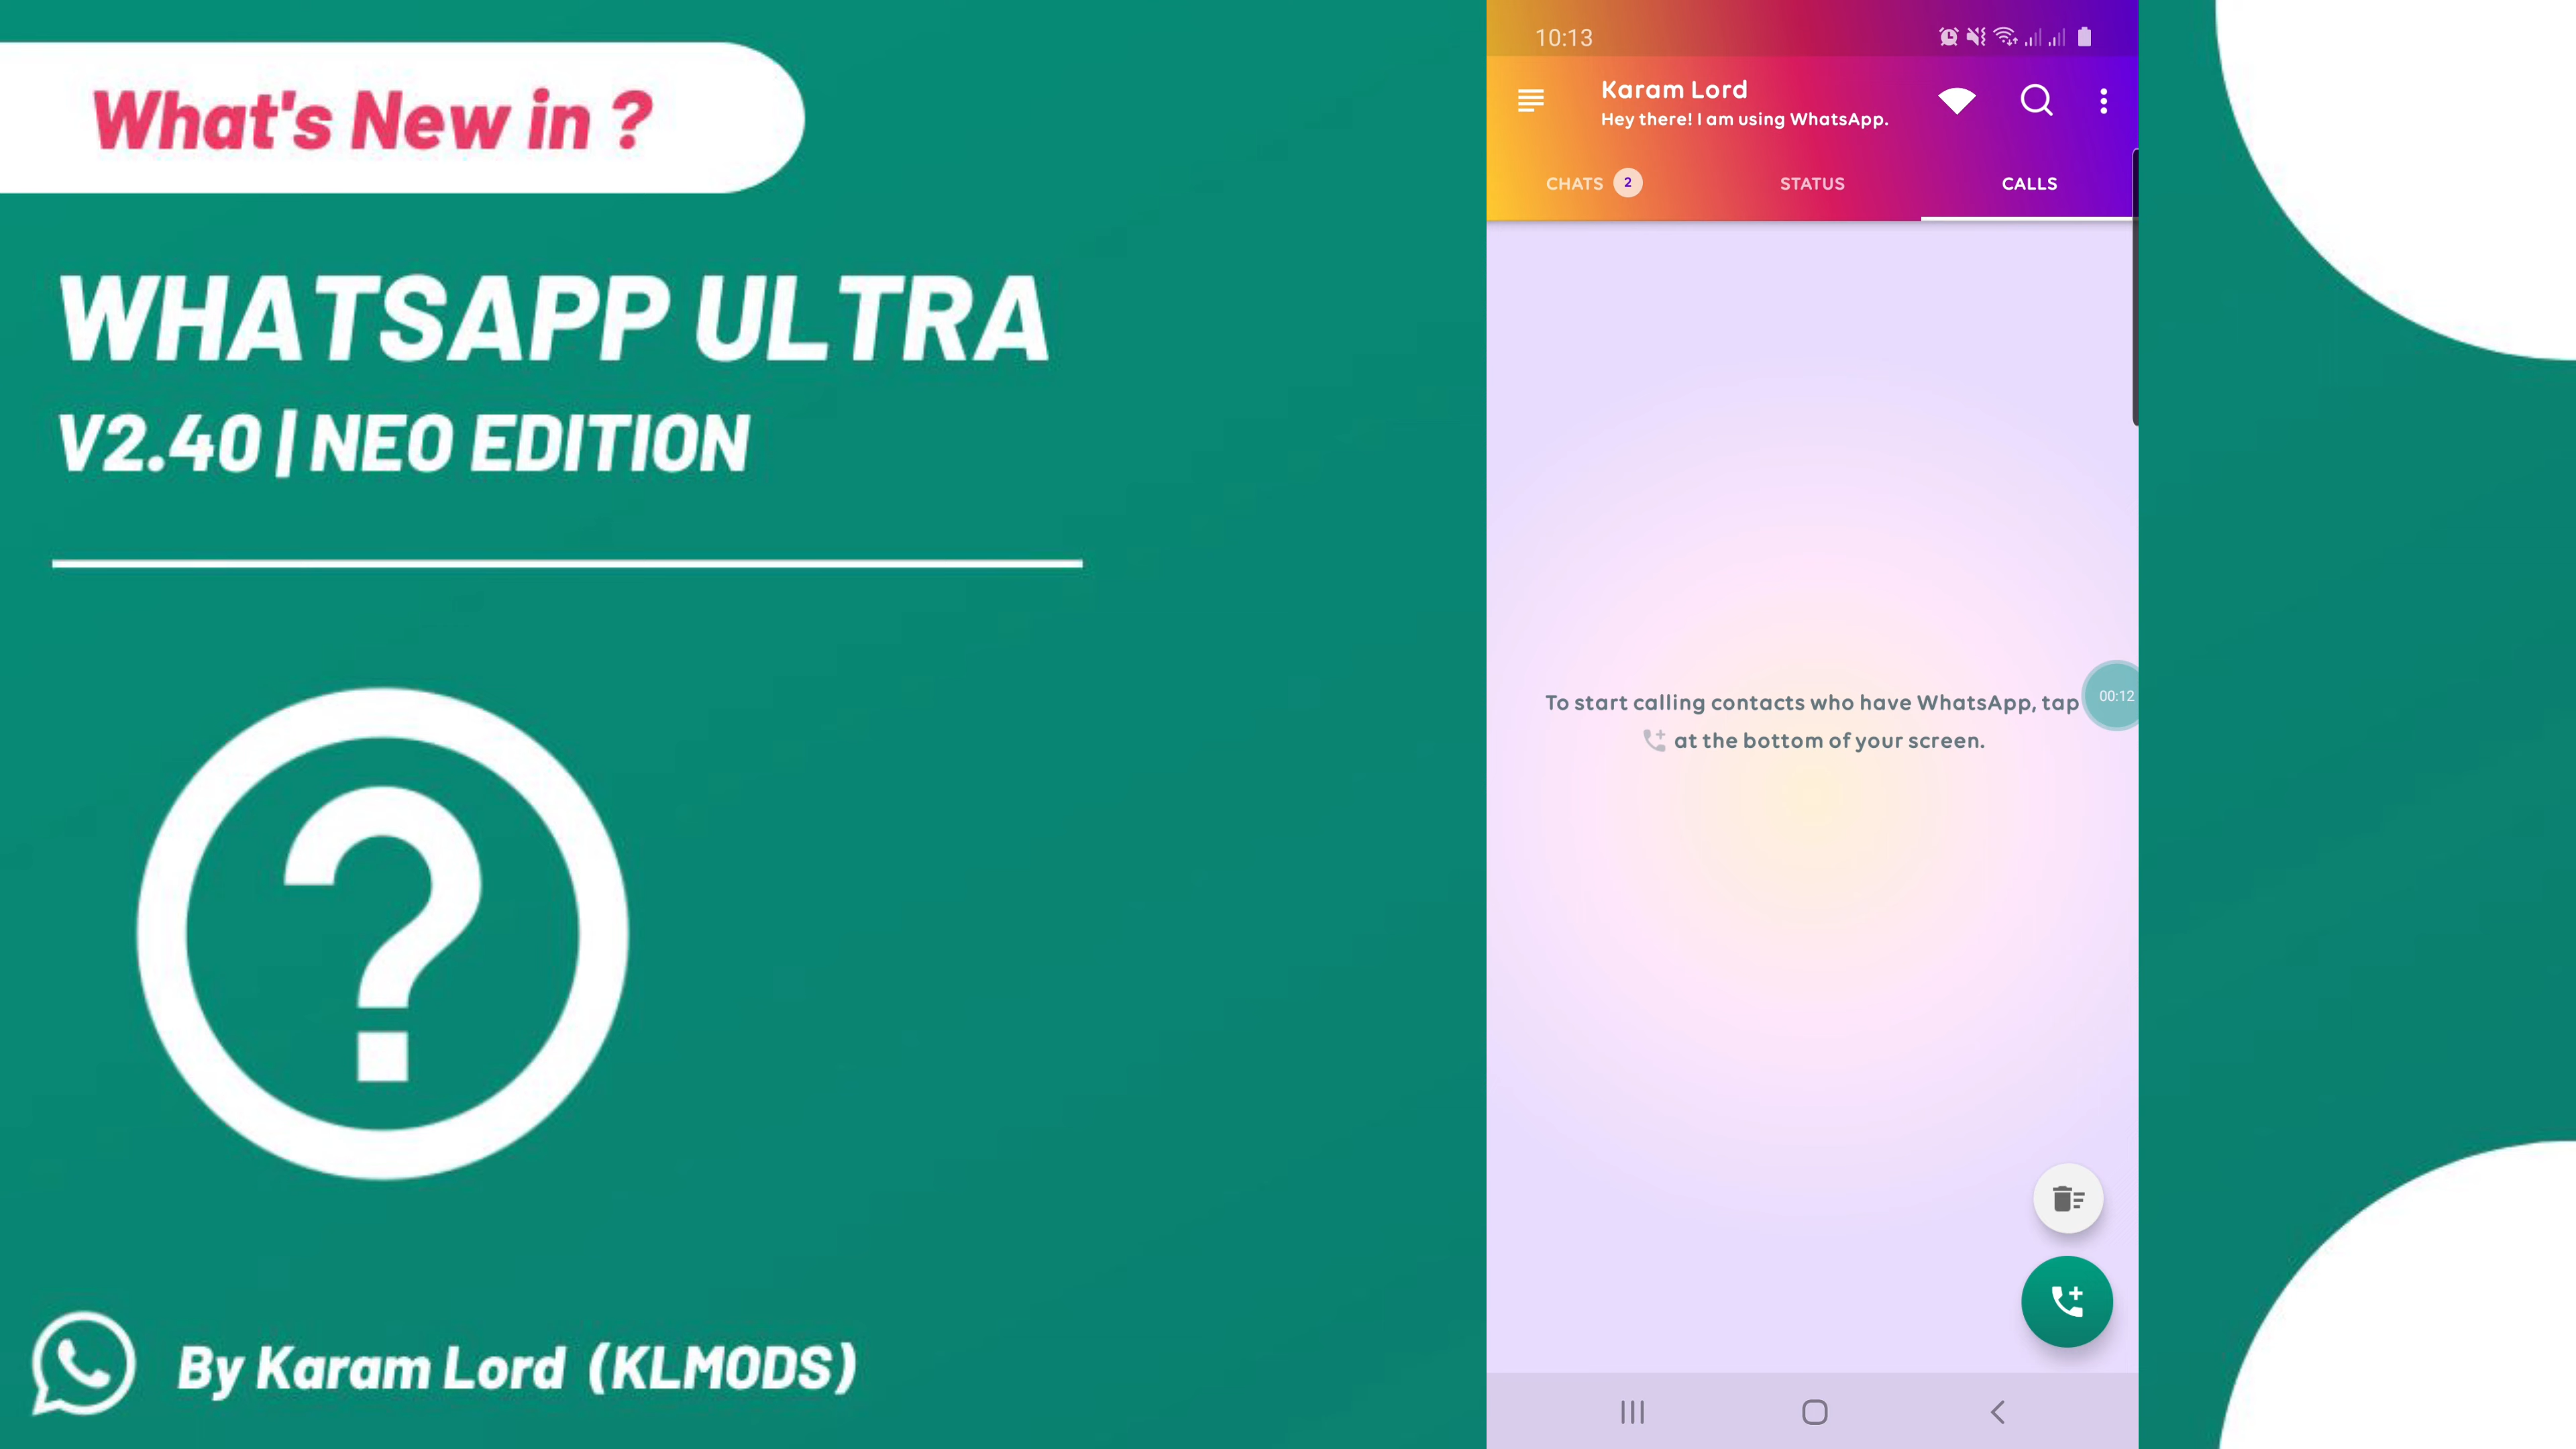 What's New in ?
WHATSAPP ULTRA
V2.40 | NEO EDITION
?
By Karam Lord (KLMODS)
10:13
Karam Lord
Hey there! I am using WhatsApp.
CHATS 2 STATUS CALLS
To start calling contacts who have WhatsApp, tap
at the bottom of your screen.
00:12